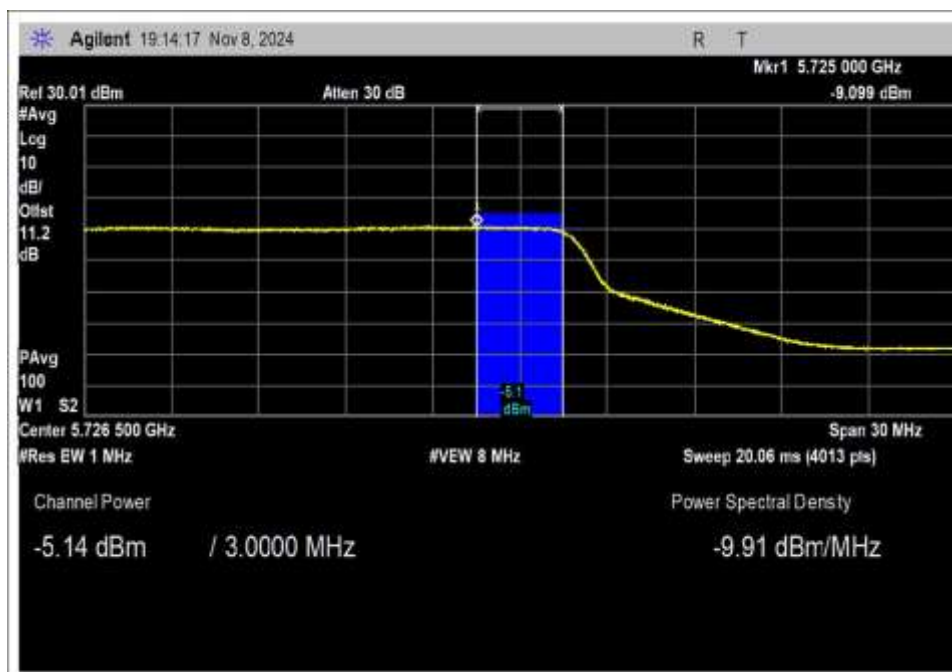 Agilent 19:14:17 Nov 8, 2024 R T
Mkr1 5.725 000 GHz
Ref 30.01 dBm Atten 30 dB -9.099 dBm
#Avg
Log
10
dB/
Offst
11.2
dB
1
-5.1
dBm
PAvg
100
W1 S2
Center 5.726 500 GHz Span 30 MHz
#Res BW 1 MHz #VBW 8 MHz Sweep 20.06 ms (4013 pts)
Channel Power Power Spectral Density
-5.14 dBm / 3.0000 MHz -9.91 dBm/MHz